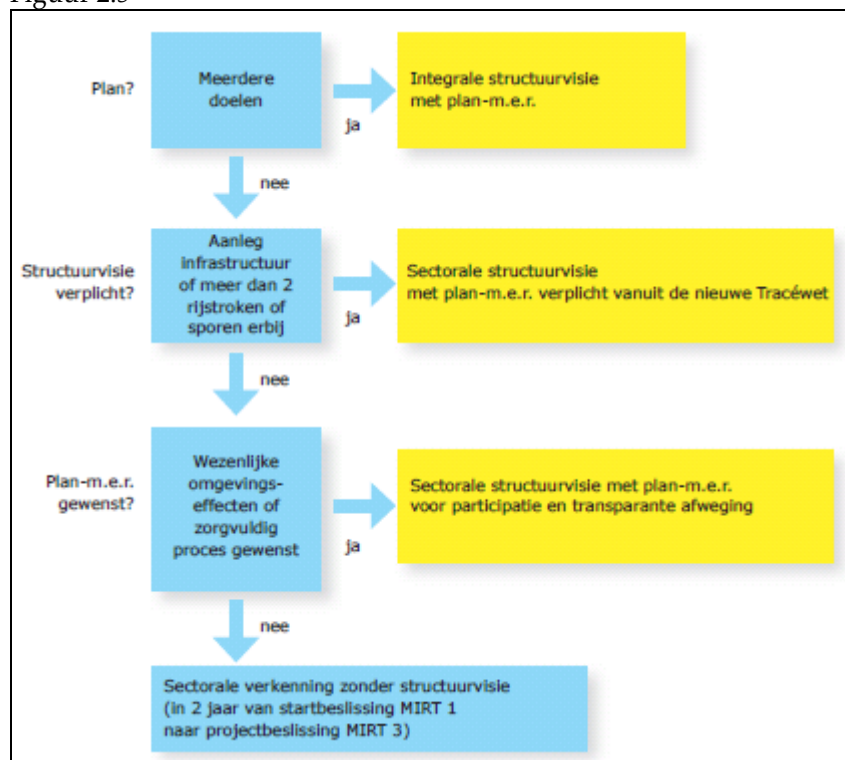 Figuur 2.3
Plan?
Meerdere
doelen
ja
Integrale structuurvisie
met plan-m.e.r.
nee
Structuurvisie
verplicht?
Aanleg
infrastructuur
of meer dan 2
rijstroken of
sporen erbij
ja
Sectorale structuurvisie
met plan-m.e.r. verplicht vanuit de nieuwe Tracéwet
nee
Plan-m.e.r.
gewenst?
Wezenlijke
omgevings-
effecten of
zorgvuldig
proces gewenst
ja
Sectorale structuurvisie met plan-m.e.r.
voor participatie en transparante afweging
nee
Sectorale verkenning zonder structuurvisie
(in 2 jaar van startbeslissing MIRT 1
naar projectbeslissing MIRT 3)